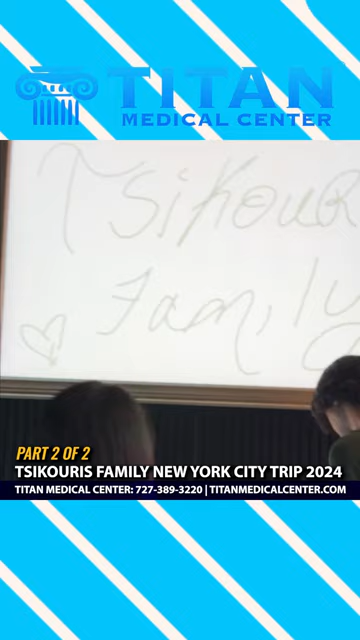 TITAN
MEDICAL CENTER
TsikouR
Family
PART 2 OF 2
TSIKOURIS FAMILY NEW YORK CITY TRIP 2024
TITAN MEDICAL CENTER: 727-389-3220 | TITANMEDICALCENTER.COM